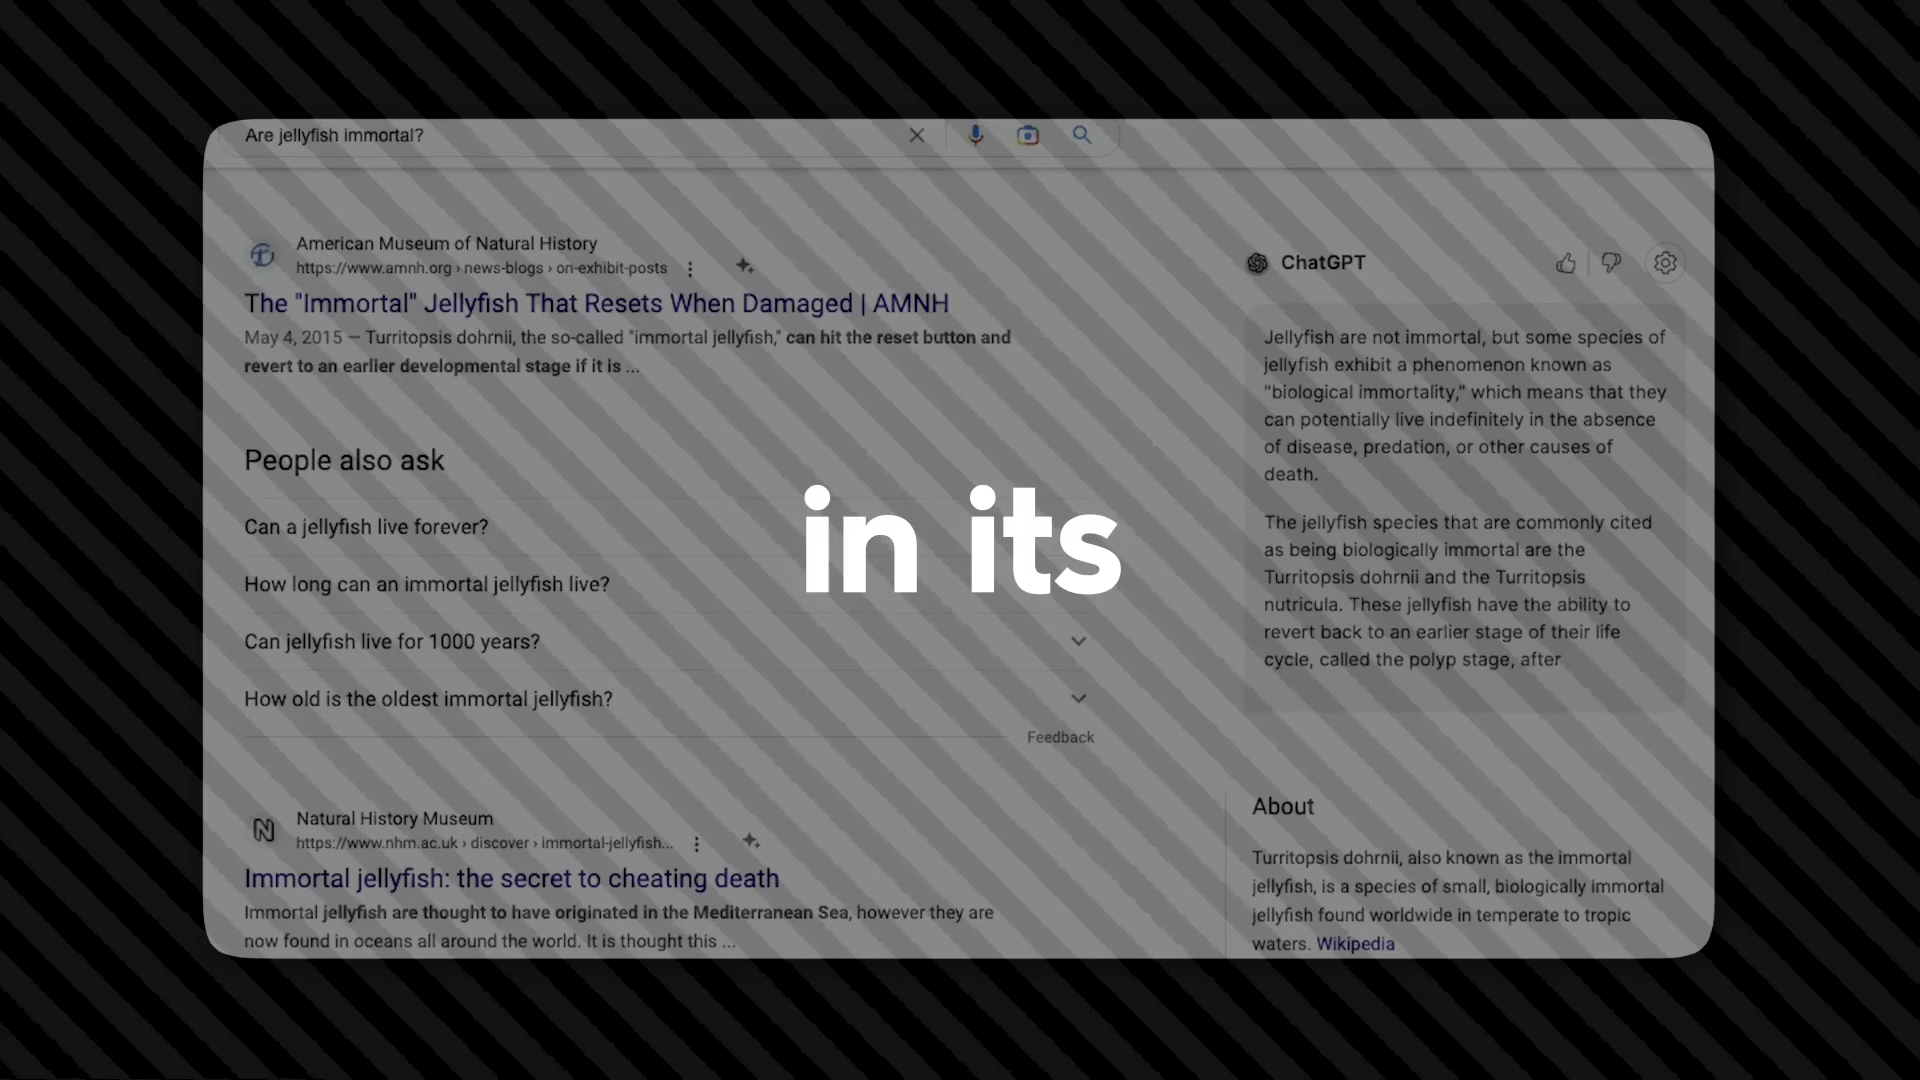 Are jellyfish immortal?
American Museum of Natural History
https://www.amnh.org › news-blogs › on-exhibit-posts
The "Immortal" Jellyfish That Resets When Damaged | AMNH
May 4, 2015 — Turritopsis dohrnii, the so-called "immortal jellyfish," can hit the reset button and
revert to an earlier developmental stage if it is ...
People also ask
Can a jellyfish live forever?
How long can an immortal jellyfish live?
Can jellyfish live for 1000 years?
How old is the oldest immortal jellyfish?
Feedback
Natural History Museum
https://www.nhm.ac.uk › discover › immortal-jellyfish...
Immortal jellyfish: the secret to cheating death
Immortal jellyfish are thought to have originated in the Mediterranean Sea, however they are
now found in oceans all around the world. It is thought this ...
in its
ChatGPT
Jellyfish are not immortal, but some species of
jellyfish exhibit a phenomenon known as
"biological immortality," which means that they
can potentially live indefinitely in the absence
of disease, predation, or other causes of
death.
The jellyfish species that are commonly cited
as being biologically immortal are the
Turritopsis dohrnii and the Turritopsis
nutricula. These jellyfish have the ability to
revert back to an earlier stage of their life
cycle, called the polyp stage, after
About
Turritopsis dohrnii, also known as the immortal
jellyfish, is a species of small, biologically immortal
jellyfish found worldwide in temperate to tropic
waters. Wikipedia